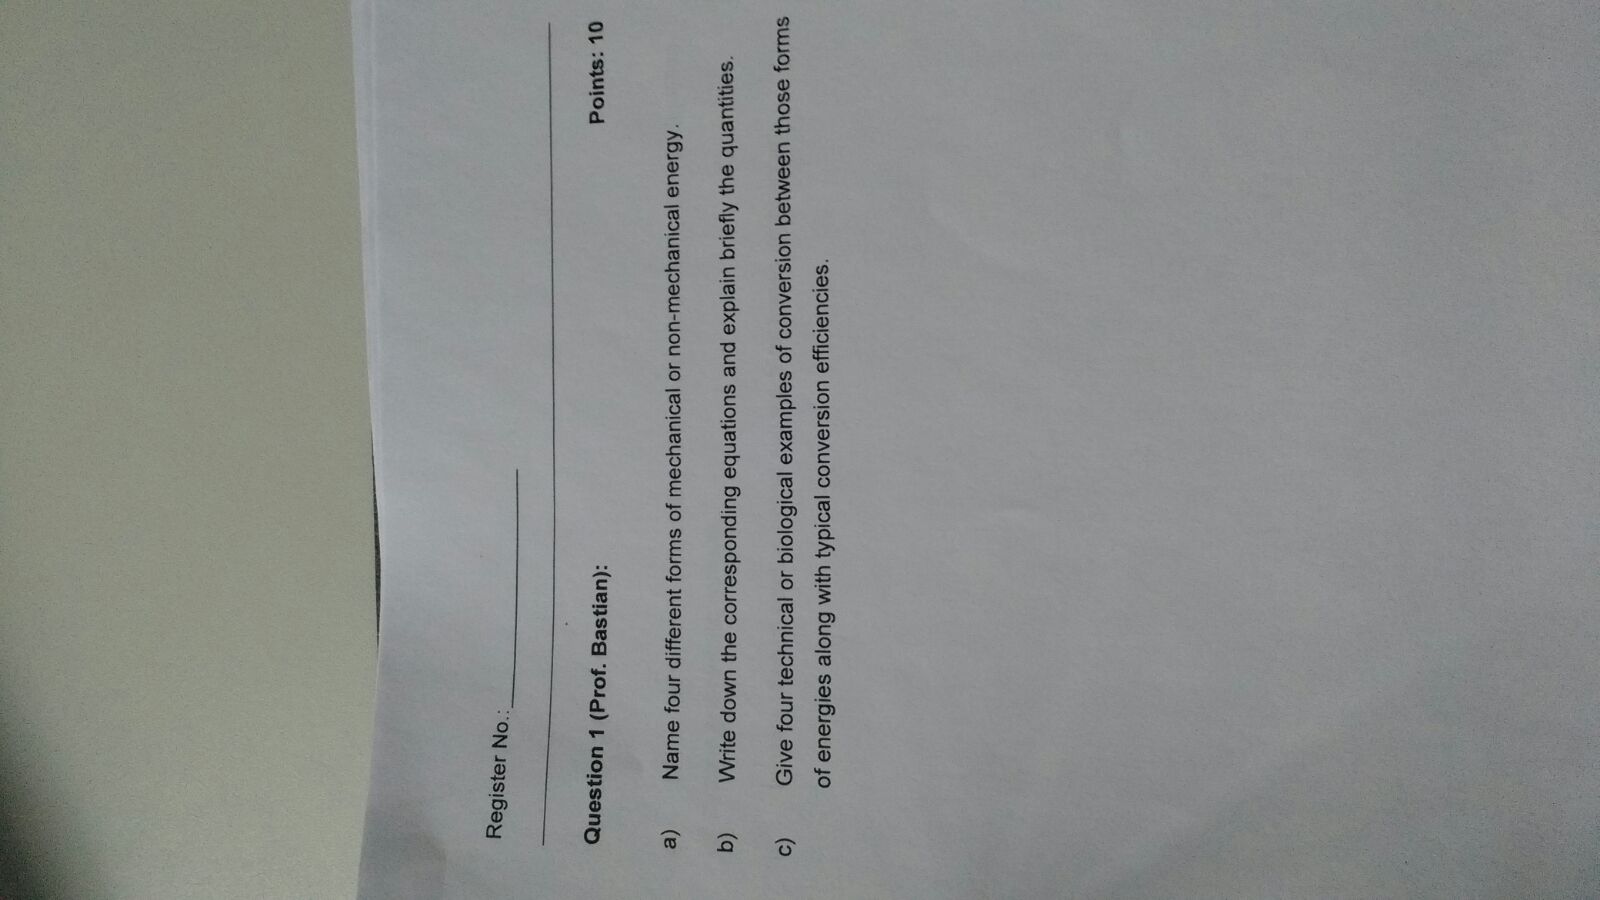 Register No.:
Question 1 (Prof. Bastian): Points: 10
a) Name four different forms of mechanical or non-mechanical energy.
b) Write down the corresponding equations and explain briefly the quantities.
c) Give four technical or biological examples of conversion between those forms
of energies along with typical conversion efficiencies.